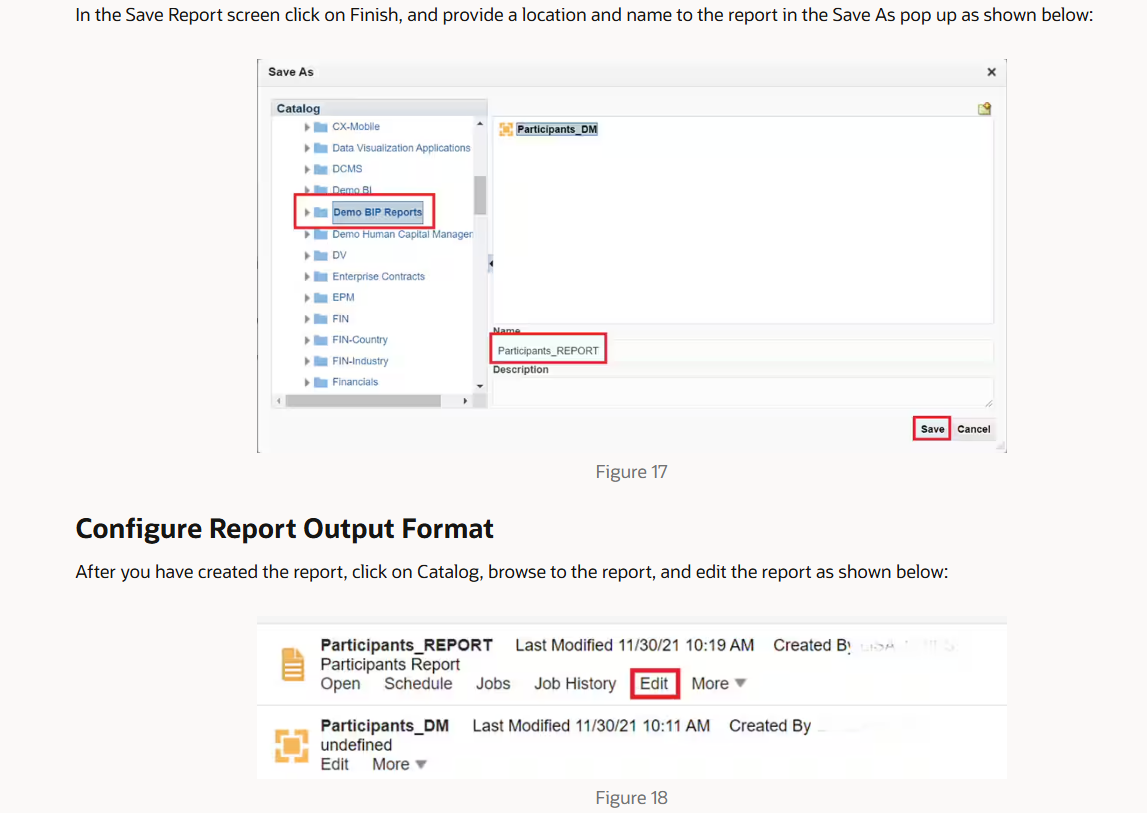 In the Save Report screen click on Finish, and provide a location and name to the report in the Save As pop up as shown below:
Save As
Catalog
CX-Mobile
Data Visualization Applications
DCMS
Demo BI
Demo BIP Reports
Demo Human Capital Manager
DV
Enterprise Contracts
EPM
FIN
FIN-Country
FIN-Industry
Financials
Participants_DM
Name
Participants_REPORT
Description
Save Cancel
Figure 17
Configure Report Output Format
After you have created the report, click on Catalog, browse to the report, and edit the report as shown below:
Participants_REPORT Last Modified 11/30/21 10:19 AM Created By
Participants Report
Open Schedule Jobs Job History Edit More
Participants_DM Last Modified 11/30/21 10:11 AM Created By
undefined
Edit More
Figure 18